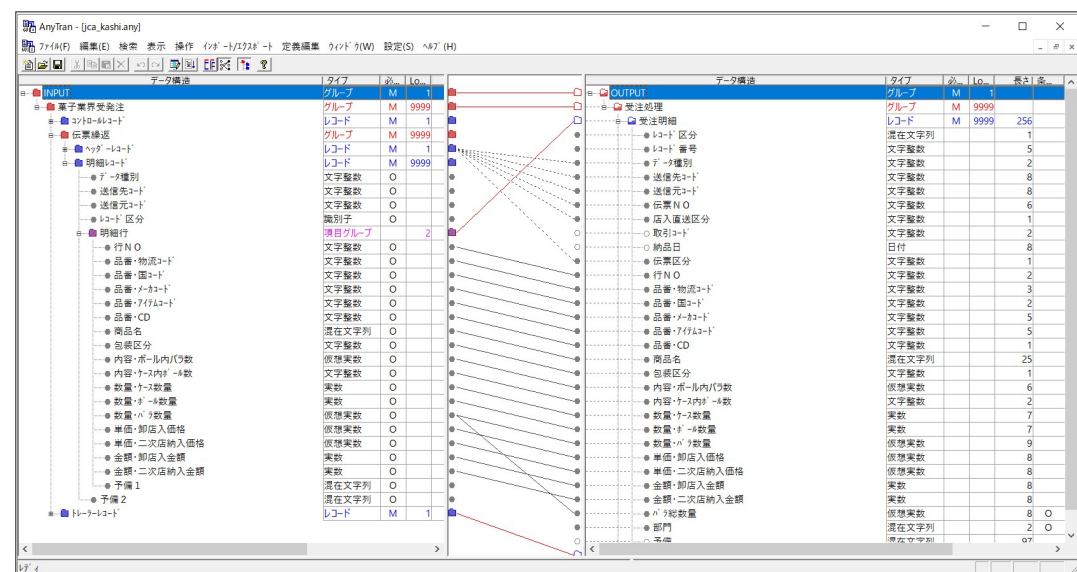 AnyTran - [jca_kashi.any]
ﾌｧｲﾙ(F) 編集(E) 検索 表示 操作 ｲﾝﾎﾟｰﾄ/ｴｸｽﾎﾟｰﾄ 定義編集 ｳｨﾝﾄﾞｳ(W) 設定(S) ﾍﾙﾌﾟ(H)
データ構造 タイプ 必... Lo...
INPUT グループ M 1
菓子業界受発注 グループ M 9999
ｺﾝﾄﾛｰﾙﾚｺｰﾄﾞ レコード M 1
伝票繰返 グループ M 9999
ﾍｯﾀﾞｰﾚｺｰﾄﾞ レコード M 1
明細ﾚｺｰﾄﾞ レコード M 9999
ﾃﾞｰﾀ種別 文字整数 O
送信先ｺｰﾄﾞ 文字整数 O
送信元ｺｰﾄﾞ 文字整数 O
ﾚｺｰﾄﾞ区分 識別子 O
明細行 項目グループ 2
行ＮＯ 文字整数 O
品番･物流ｺｰﾄﾞ 文字整数 O
品番･国ｺｰﾄﾞ 文字整数 O
品番･ﾒｰｶｺｰﾄﾞ 文字整数 O
品番･ｱｲﾃﾑｺｰﾄﾞ 文字整数 O
品番･CD 文字整数 O
商品名 混在文字列 O
包装区分 文字整数 O
内容･ボール内バラ数 仮想実数 O
内容･ｹｰｽ内ﾎﾞｰﾙ数 文字整数 O
数量･ｹｰｽ数量 実数 O
数量･ﾎﾞｰﾙ数量 実数 O
数量･ﾊﾞﾗ数量 仮想実数 O
単価･卸店入価格 仮想実数 O
単価･二次店納入価格 仮想実数 O
金額･卸店入金額 実数 O
金額･二次店納入金額 実数 O
予備１ 混在文字列 O
予備２ 混在文字列 O
ﾄﾚｰﾗｰﾚｺｰﾄﾞ レコード M 1
データ構造 タイプ 必... Lo... 長さ 条...
OUTPUT グループ M 1
受注処理 グループ M 9999
受注明細 レコード M 9999 256
ﾚｺｰﾄﾞ区分 混在文字列 1
ﾚｺｰﾄﾞ番号 文字整数 5
ﾃﾞｰﾀ種別 文字整数 2
送信先ｺｰﾄﾞ 文字整数 8
送信元ｺｰﾄﾞ 文字整数 8
伝票ＮＯ 文字整数 6
店入直送区分 文字整数 1
取引ｺｰﾄﾞ 文字整数 2
納品日 日付 8
伝票区分 文字整数 1
行ＮＯ 文字整数 2
品番･物流ｺｰﾄﾞ 文字整数 3
品番･国ｺｰﾄﾞ 文字整数 2
品番･ﾒｰｶｺｰﾄﾞ 文字整数 5
品番･ｱｲﾃﾑｺｰﾄﾞ 文字整数 5
品番･CD 文字整数 1
商品名 混在文字列 25
包装区分 文字整数 1
内容･ボール内バラ数 仮想実数 6
内容･ｹｰｽ内ﾎﾞｰﾙ数 文字整数 2
数量･ｹｰｽ数量 実数 7
数量･ﾎﾞｰﾙ数量 実数 7
数量･ﾊﾞﾗ数量 仮想実数 9
単価･卸店入価格 仮想実数 8
単価･二次店納入価格 仮想実数 8
金額･卸店入金額 実数 8
金額･二次店納入金額 実数 8
ﾊﾞﾗ総数量 仮想実数 8 O
部門 混在文字列 2 O
予備 混在文字列 97
ﾚﾃﾞｨ